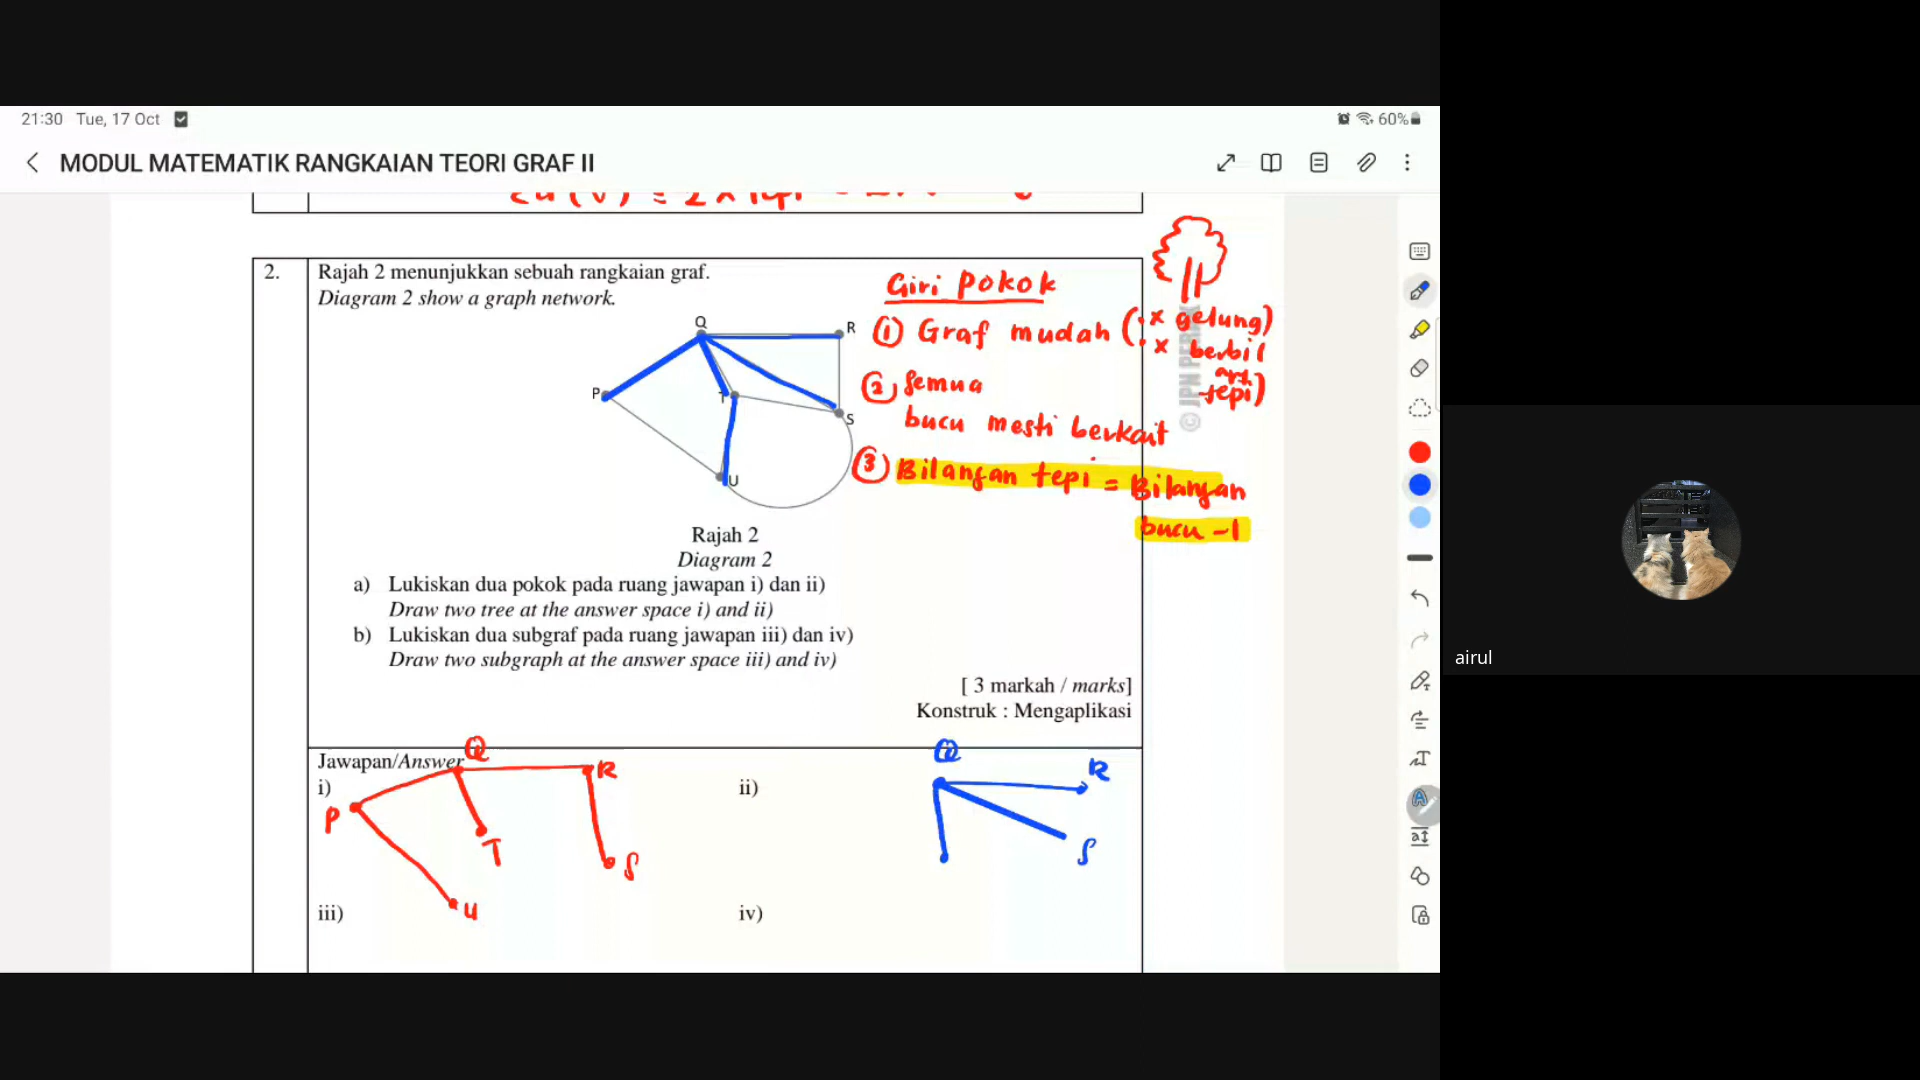 21:30 Tue, 17 Oct
60%
MODUL MATEMATIK RANGKAIAN TEORI GRAF II
2.
Rajah 2 menunjukkan sebuah rangkaian graf.
Diagram 2 show a graph network.
Q
R
P
T
S
U
Rajah 2
Diagram 2
Ciri Pokok
① Graf mudah (: x gelung)
x berbil
tepi)
② Semua
bucu mesti berkait
③ Bilangan tepi = Bilangan
bucu -1
© JPN PERAK
a) Lukiskan dua pokok pada ruang jawapan i) dan ii)
Draw two tree at the answer space i) and ii)
b) Lukiskan dua subgraf pada ruang jawapan iii) dan iv)
Draw two subgraph at the answer space iii) and iv)
[ 3 markah / marks]
Konstruk : Mengaplikasi
Jawapan/Answer
i)
Q
R
P
T
S
U
ii)
Q
R
S
iii)
iv)
airul